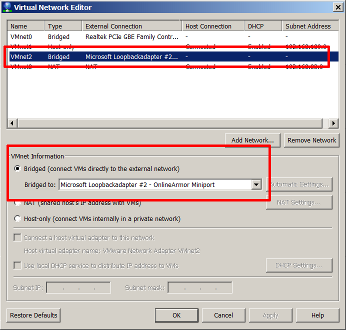 Virtual Network Editor
Name Type External Connection Host Connection DHCP Subnet Address
VMnet0 Bridged Realtek PCIe GBE Family Contr... - - -
VMnet1 Host-only - Connected Enabled
VMnet2 Bridged Microsoft Loopbackadapter #2... - - -
NAT NAT Connected Enabled
Add Network... Remove Network
VMnet Information
Bridged (connect VMs directly to the external network)
Bridged to: Microsoft Loopbackadapter #2 - OnlineArmor Miniport Automatic Settings...
NAT (shared host's IP address with VMs) NAT Settings...
Host-only (connect VMs internally in a private network)
Connect a host virtual adapter to this network
Host virtual adapter name: VMware Network Adapter VMnet2
Use local DHCP service to distribute IP address to VMs DHCP Settings...
Subnet IP: . . . Subnet mask: . . .
Restore Defaults OK Cancel Apply Help